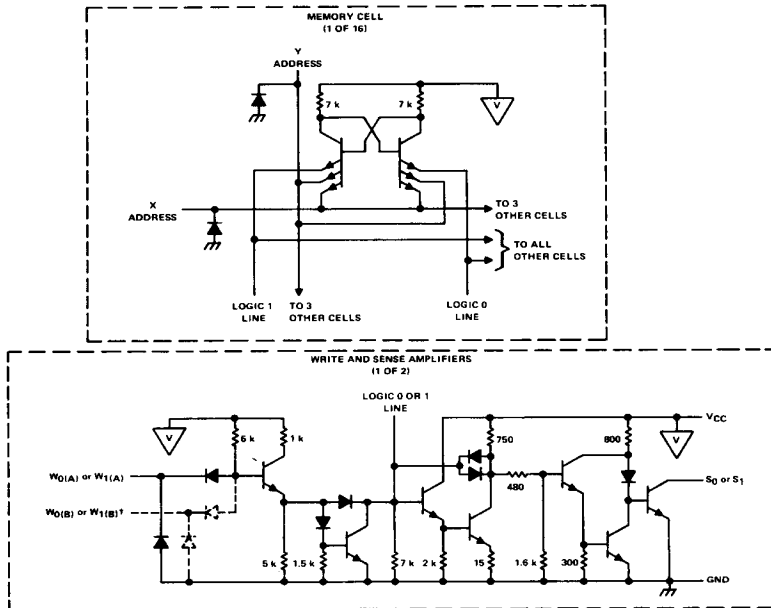 MEMORY CELL
(1 OF 16)
Y
ADDRESS
7 k 7 k V
X
ADDRESS
TO 3
OTHER CELLS
TO ALL
OTHER CELLS
LOGIC 1
LINE
TO 3
OTHER CELLS
LOGIC 0
LINE
WRITE AND SENSE AMPLIFIERS
(1 OF 2)
LOGIC 0 OR 1
LINE
VCC
V 6 k 1 k 750 800 V
W0(A) or W1(A)
480
S0 or S1
W0(B) or W1(B)†
5 k 1.5 k 7 k 2 k 15 1.6 k 300
GND